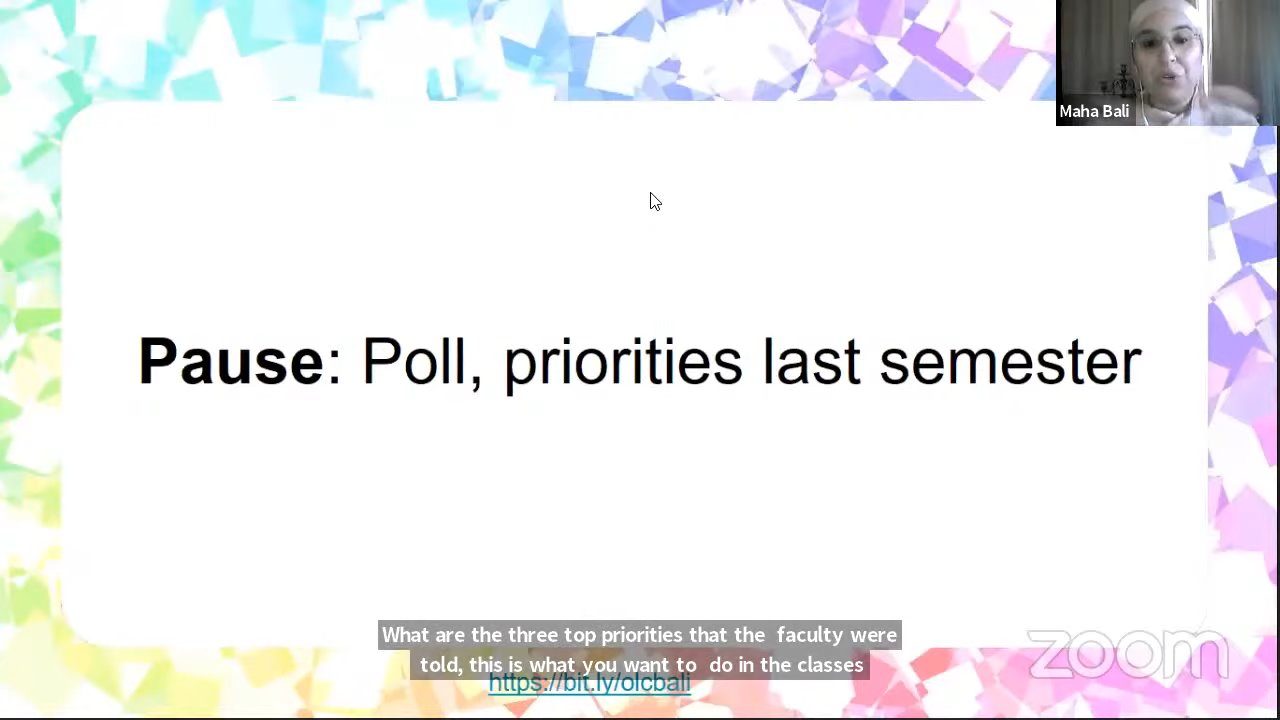 Maha Bali
Pause: Poll, priorities last semester
What are the three top priorities that the faculty were
told, this is what you want to do in the classes
https://bit.ly/olcbali
zoom